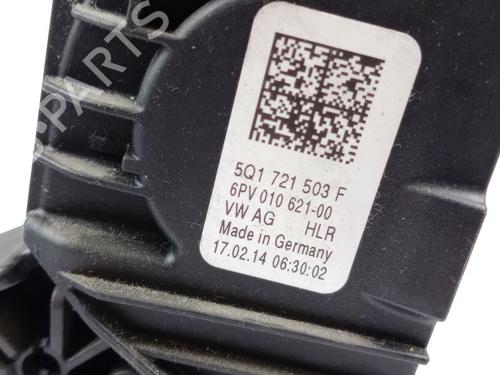 5Q1 721 503 F
6PV 010 621-00
VW AG HLR
Made in Germany
17.02.14 06:30:02